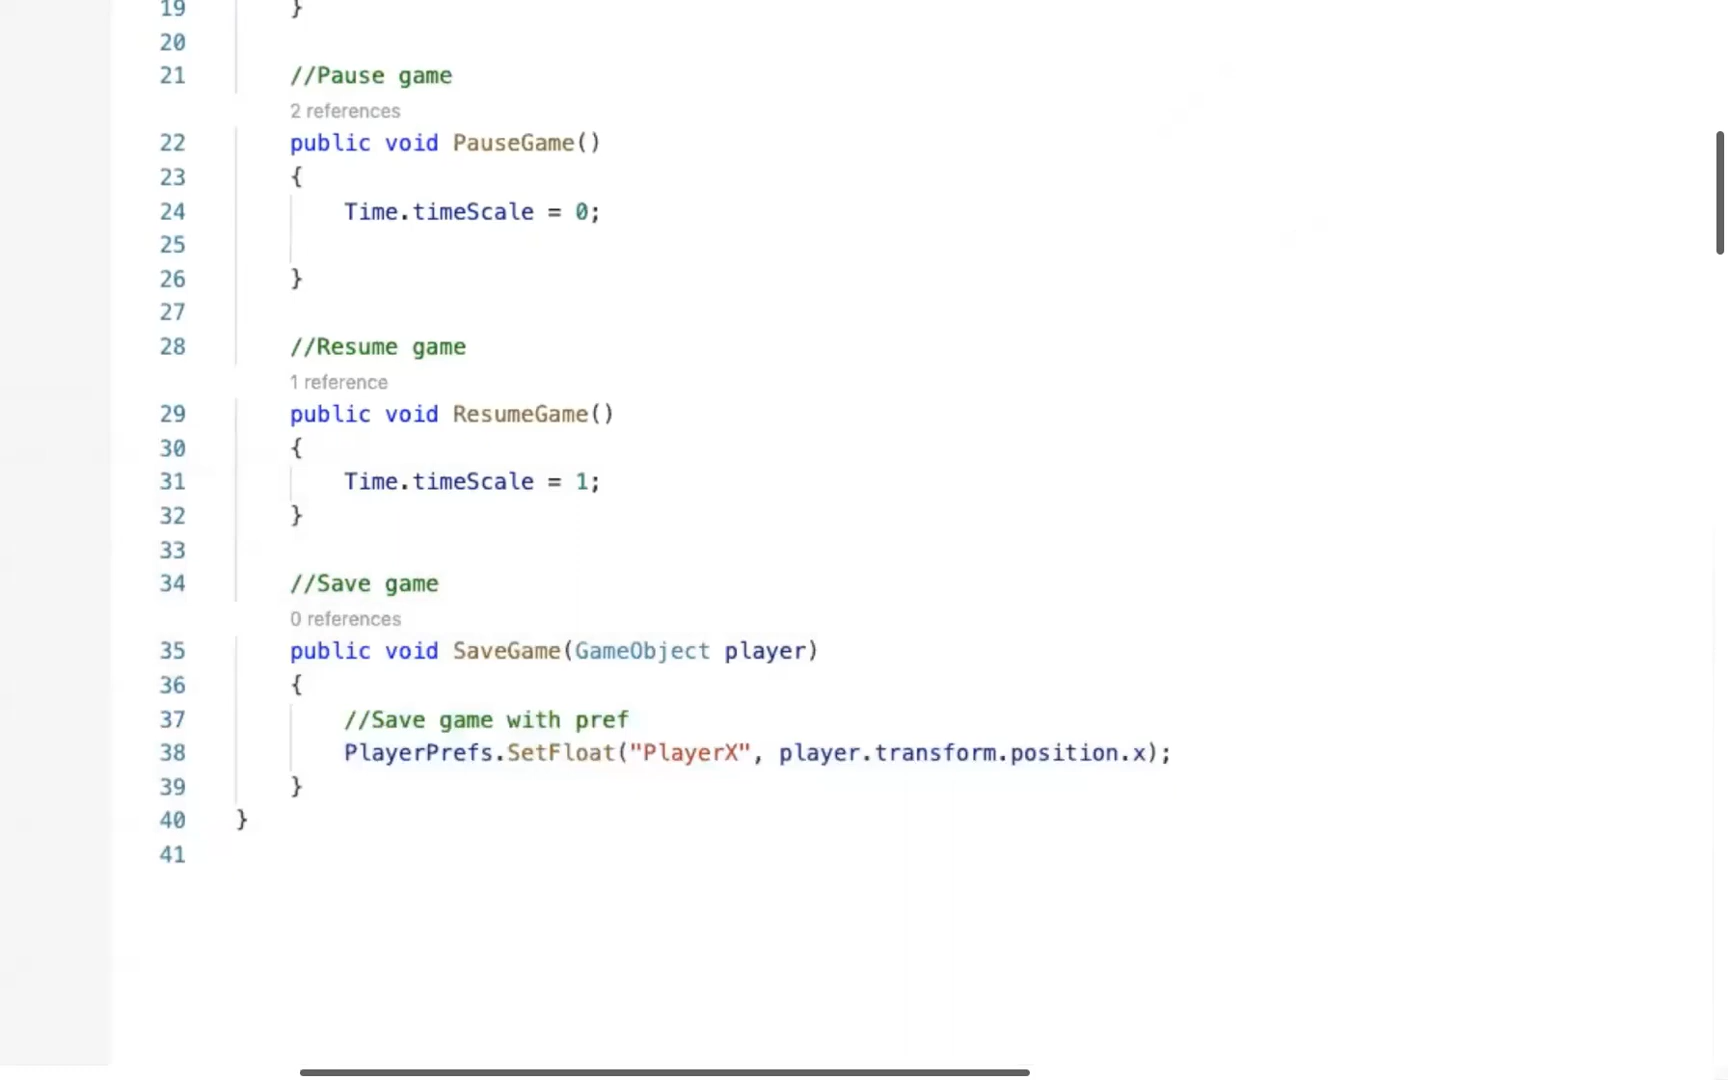 19 }
20
21 //Pause game
2 references
22 public void PauseGame()
23 {
24 Time.timeScale = 0;
25
26 }
27
28 //Resume game
1 reference
29 public void ResumeGame()
30 {
31 Time.timeScale = 1;
32 }
33
34 //Save game
0 references
35 public void SaveGame(GameObject player)
36 {
37 //Save game with pref
38 PlayerPrefs.SetFloat("PlayerX", player.transform.position.x);
39 }
40 }
41